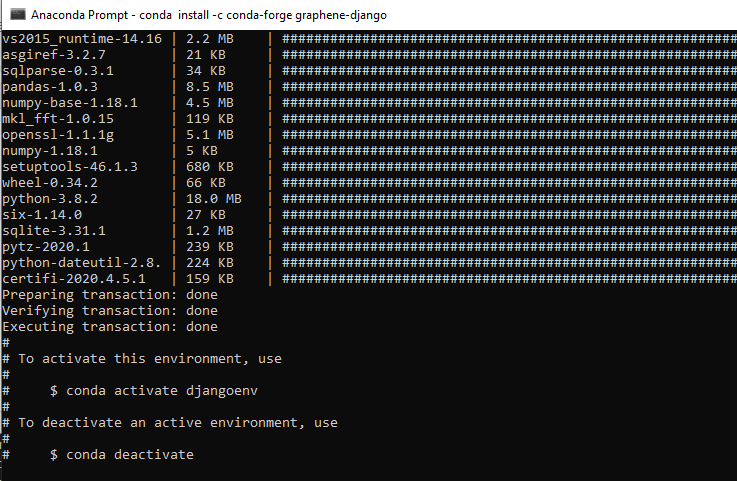 Anaconda Prompt - conda  install -c conda-forge graphene-django
vs2015_runtime-14.16 | 2.2 MB    | ##########################################################
asgiref-3.2.7        | 21 KB     | ##########################################################
sqlparse-0.3.1       | 34 KB     | ##########################################################
pandas-1.0.3         | 8.5 MB    | ##########################################################
numpy-base-1.18.1    | 4.5 MB    | ##########################################################
mkl_fft-1.0.15       | 119 KB    | ##########################################################
openssl-1.1.1g       | 5.1 MB    | ##########################################################
numpy-1.18.1         | 5 KB      | ##########################################################
setuptools-46.1.3    | 680 KB    | ##########################################################
wheel-0.34.2         | 66 KB     | ##########################################################
python-3.8.2         | 18.0 MB   | ##########################################################
six-1.14.0           | 27 KB     | ##########################################################
sqlite-3.31.1        | 1.2 MB    | ##########################################################
pytz-2020.1          | 239 KB    | ##########################################################
python-dateutil-2.8. | 224 KB    | ##########################################################
certifi-2020.4.5.1   | 159 KB    | ##########################################################
Preparing transaction: done
Verifying transaction: done
Executing transaction: done
#
# To activate this environment, use
#
#     $ conda activate djangoenv
#
# To deactivate an active environment, use
#
#     $ conda deactivate